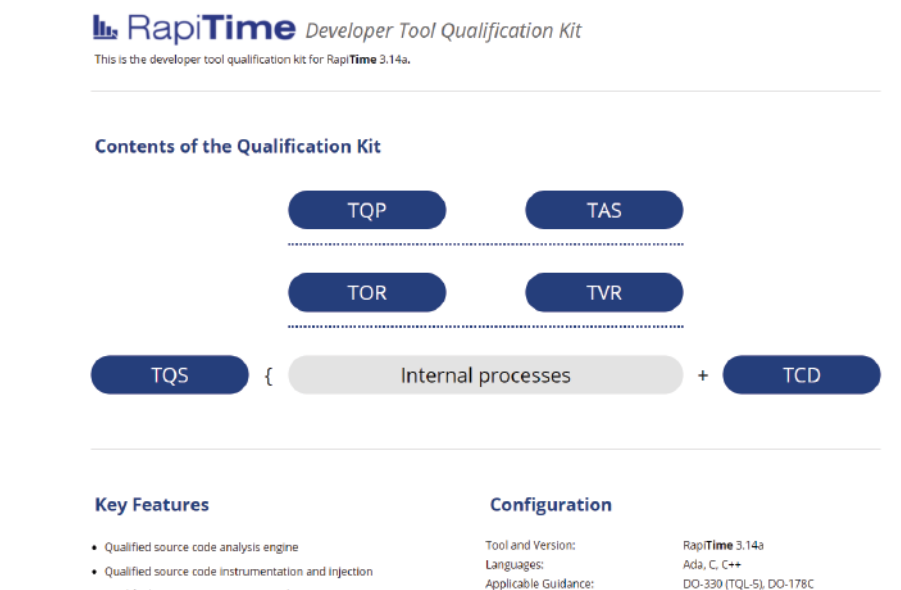 RapiTime Developer Tool Qualification Kit
This is the developer tool qualification kit for RapiTime 3.14a.
Contents of the Qualification Kit
TQP TAS
TOR TVR
TQS { Internal processes + TCD
Key Features
• Qualified source code analysis engine
• Qualified source code instrumentation and injection
Configuration
Tool and Version: RapiTime 3.14a
Languages: Ada, C, C++
Applicable Guidance: DO-330 (TQL-5), DO-178C